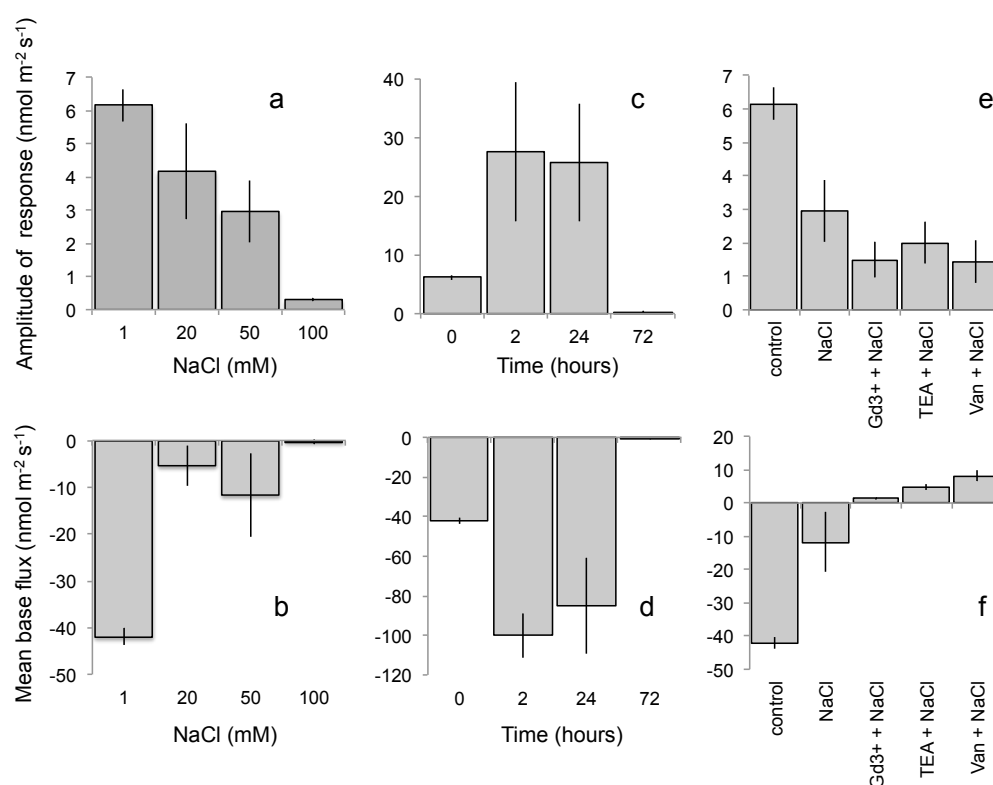 Amplitude of response (nmol m-2 s-1)
7
6
5
4
3
2
1
0
a
1 20 50 100
NaCl (mM)
40
30
20
10
0
c
0 2 24 72
Time (hours)
7
6
5
4
3
2
1
0
e
control
NaCl
Gd3+ + NaCl
TEA + NaCl
Van + NaCl
Mean base flux (nmol m-2 s-1)
0
-10
-20
-30
-40
-50
b
1 20 50 100
NaCl (mM)
0
-20
-40
-60
-80
-100
-120
d
0 2 24 72
Time (hours)
20
10
0
-10
-20
-30
-40
-50
f
control
NaCl
Gd3+ + NaCl
TEA + NaCl
Van + NaCl